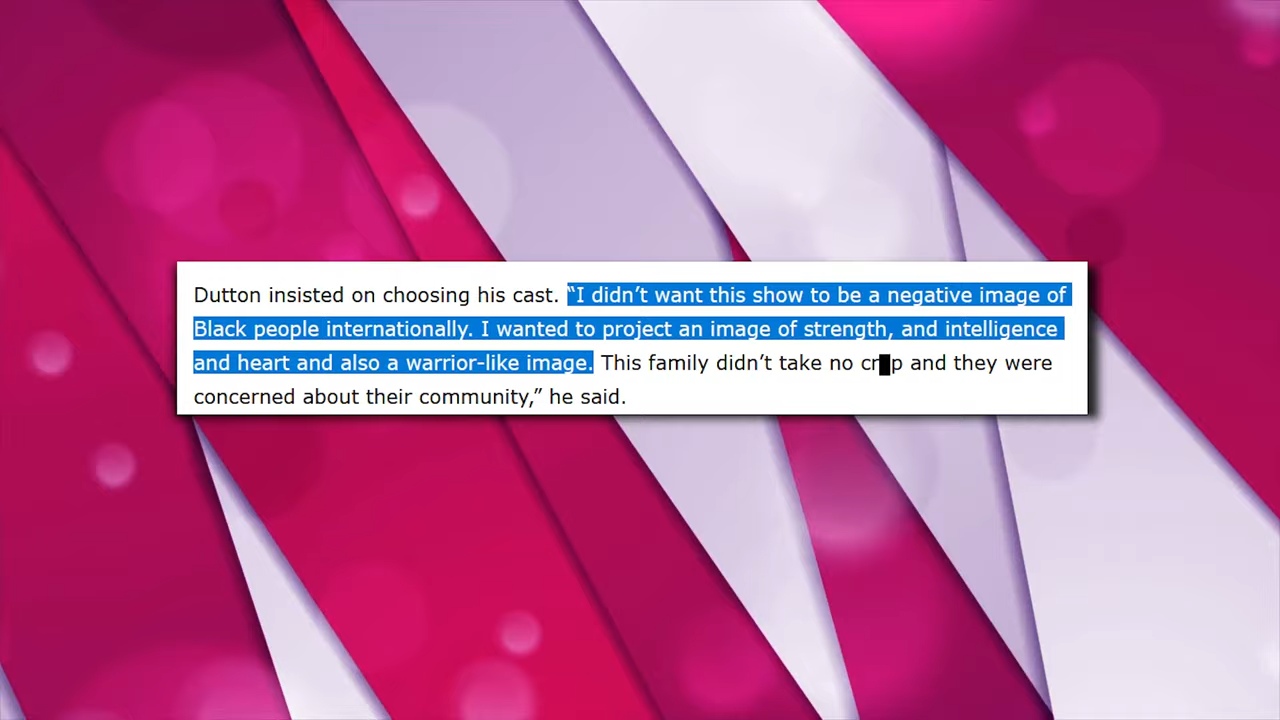 Dutton insisted on choosing his cast. “I didn’t want this show to be a negative image of
Black people internationally. I wanted to project an image of strength, and intelligence
and heart and also a warrior-like image. This family didn’t take no cr█p and they were
concerned about their community,” he said.